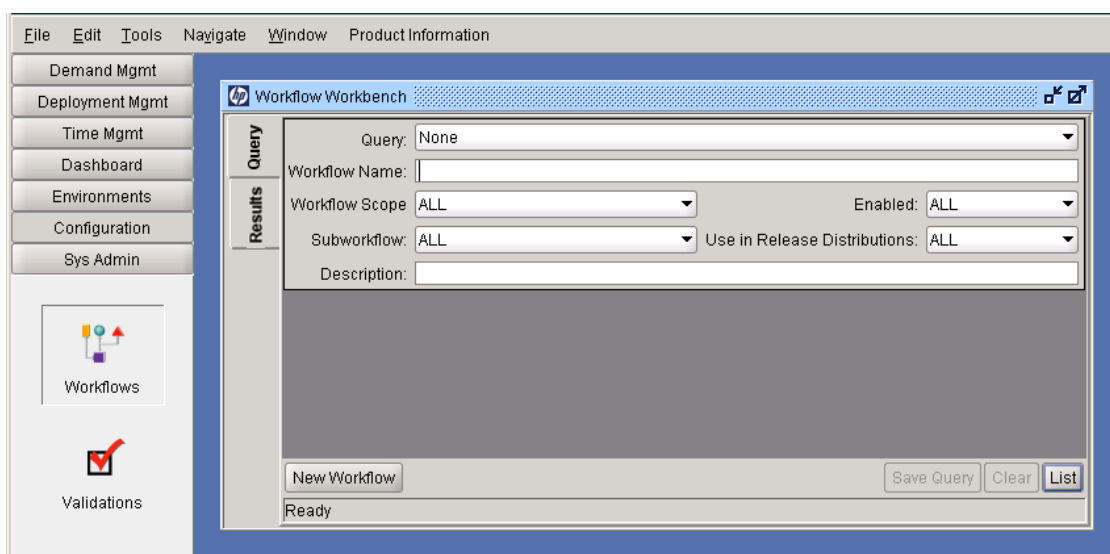 File Edit Tools Navigate Window Product Information
Demand Mgmt
Deployment Mgmt
Time Mgmt
Dashboard
Environments
Configuration
Sys Admin
Workflows
Validations
hp Workflow Workbench
Query
Results
Query: None
Workflow Name:
Workflow Scope ALL Enabled: ALL
Subworkflow: ALL Use in Release Distributions: ALL
Description:
New Workflow Save Query Clear List
Ready